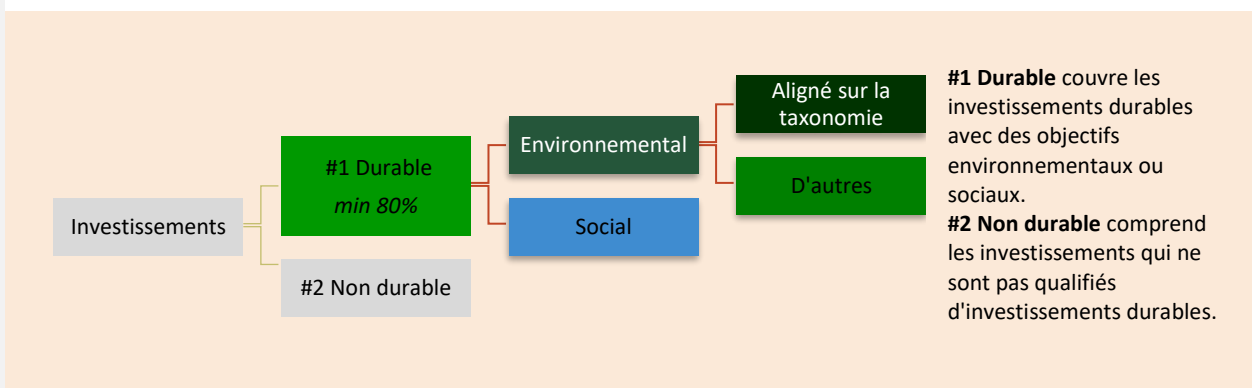 Investissements
#1 Durable
min 80%
#2 Non durable
Environnemental
Social
Aligné sur la
taxonomie
D'autres
#1 Durable couvre les
investissements durables
avec des objectifs
environnementaux ou
sociaux.
#2 Non durable comprend
les investissements qui ne
sont pas qualifiés
d'investissements durables.